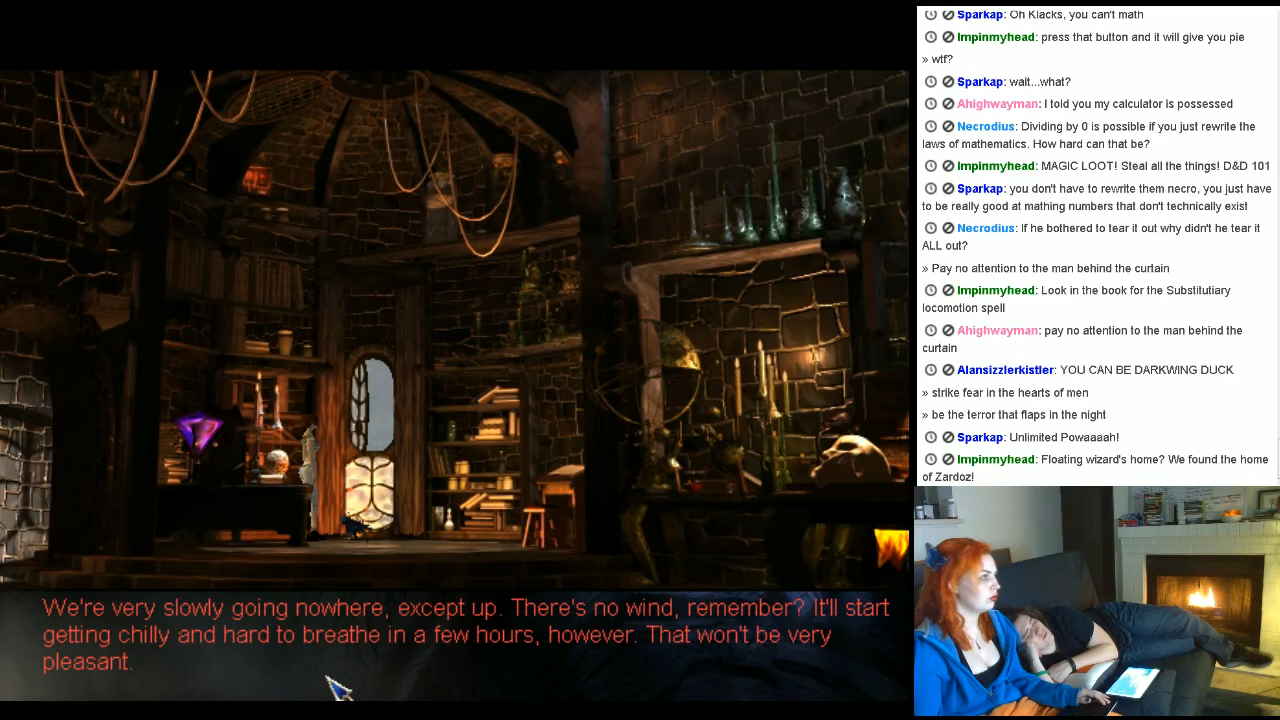 Sparkap: Oh Klacks, you can't math
Impinmyhead: press that button and it will give you pie
» wtf?
Sparkap: wait...what?
Ahighwayman: I told you my calculator is possessed
Necrodius: Dividing by 0 is possible if you just rewrite the
laws of mathematics. How hard can that be?
Impinmyhead: MAGIC LOOT! Steal all the things! D&D 101
Sparkap: you don't have to rewrite them necro, you just have
to be really good at mathing numbers that don't technically exist
Necrodius: If he bothered to tear it out why didn't he tear it
ALL out?
» Pay no attention to the man behind the curtain
Impinmyhead: Look in the book for the Substitutiary
locomotion spell
Ahighwayman: pay no attention to the man behind the
curtain
Alansizzlerkistler: YOU CAN BE DARKWING DUCK
» strike fear in the hearts of men
» be the terror that flaps in the night
Sparkap: Unlimited Powaaaah!
Impinmyhead: Floating wizard's home? We found the home
of Zardoz!
We're very slowly going nowhere, except up. There's no wind, remember? It'll start
getting chilly and hard to breathe in a few hours, however. That won't be very
pleasant.